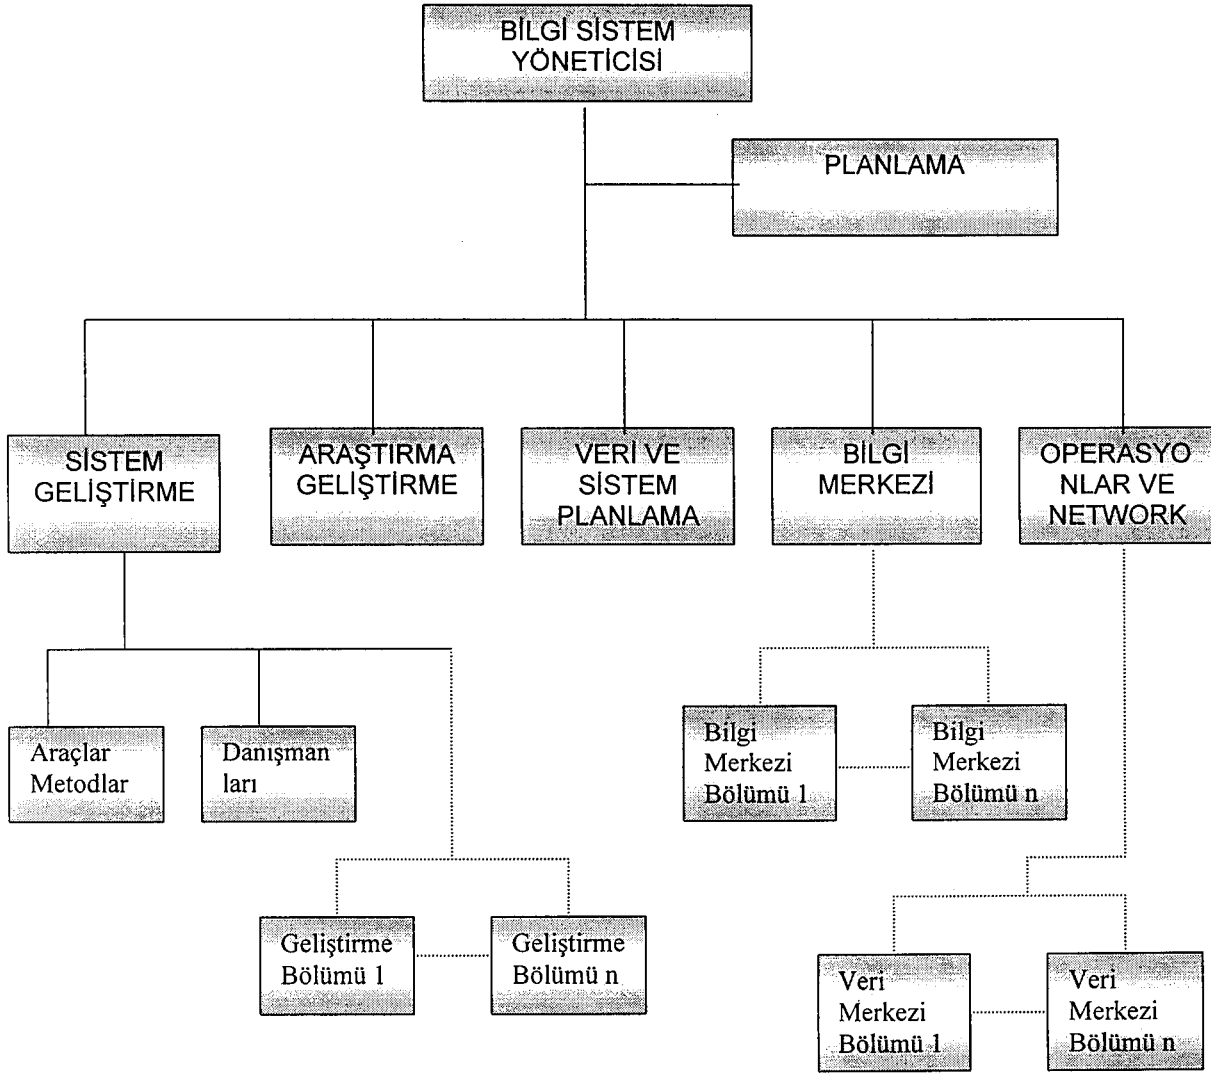 BİLGİ SİSTEM
YÖNETİCİSİ
PLANLAMA
SİSTEM
GELİŞTİRME
ARAŞTIRMA
GELİŞTİRME
VERİ VE
SİSTEM
PLANLAMA
BİLGİ
MERKEZİ
OPERASYO
NLAR VE
NETWORK
Araçlar
Metodlar
Danışman
ları
Bilgi
Merkezi
Bölümü 1
Bilgi
Merkezi
Bölümü n
Geliştirme
Bölümü 1
Geliştirme
Bölümü n
Veri
Merkezi
Bölümü 1
Veri
Merkezi
Bölümü n